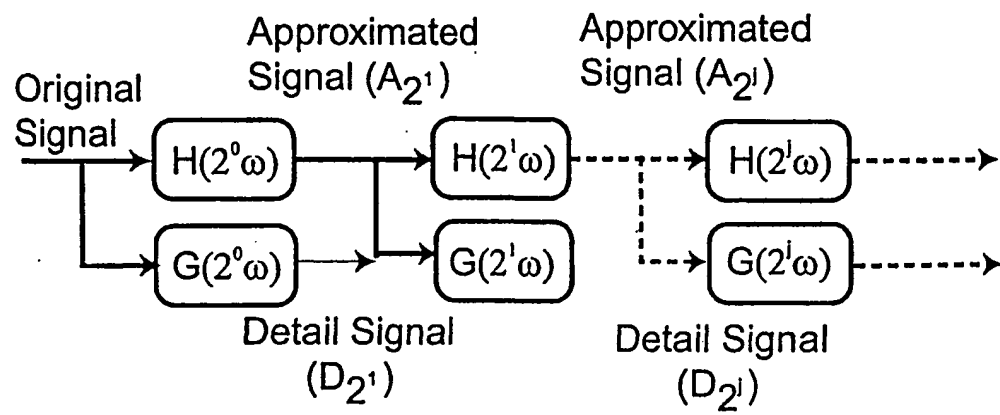 Approximated
Signal (A₂¹)
Approximated
Signal (A₂ʲ)
Original
Signal
H(2⁰ω)
H(2¹ω)
H(2ʲω)
G(2⁰ω)
G(2¹ω)
G(2ʲω)
Detail Signal
(D₂¹)
Detail Signal
(D₂ʲ)